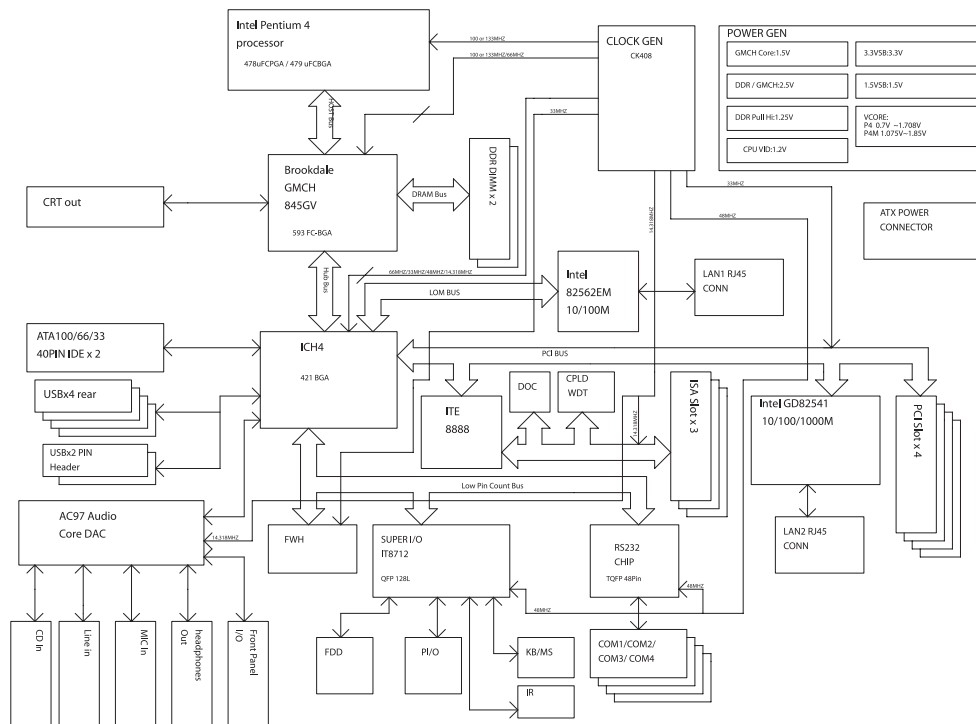 Intel Pentium 4
processor
478uFCPGA / 479 uFCBGA
100 or 133MHZ
100 or 133MHZ/66MHZ
33MHZ
CLOCK GEN
CK408
POWER GEN
GMCH Core:1.5V
3.3VSB:3.3V
DDR / GMCH:2.5V
1.5VSB:1.5V
DDR Pull Hi:1.25V
VCORE:
P4 0.7V ~1.708V
P4M 1.075V~1.85V
CPU VID:1.2V
HOST Bus
Brookdale
GMCH
845GV
593 FC-BGA
DRAM Bus
DDR DIMM x 2
CRT out
33MHZ
48MHZ
14.318MHZ
ATX POWER
CONNECTOR
Hub Bus
66MHZ/33MHZ/48MHZ/14.318MHZ
LOM BUS
Intel
82562EM
10/100M
LAN1 RJ45
CONN
ATA100/66/33
40PIN IDE x 2
ICH4
421 BGA
PCI BUS
USBx4 rear
USBx2 PIN
Header
ITE
8888
DOC
CPLD
WDT
14.318MHZ
ISA Slot x 3
Intel GD82541
10/100/1000M
PCI Slot x 4
Low Pin Count Bus
AC97 Audio
Core DAC
14.318MHZ
FWH
SUPER I/O
IT8712
QFP 128L
RS232
CHIP
TQFP 48Pin
LAN2 RJ45
CONN
48MHZ
48MHZ
CD In
Line in
MIC In
headphones
Out
Front Panel
I/O
FDD
PI/O
KB/MS
IR
COM1/COM2/
COM3/ COM4